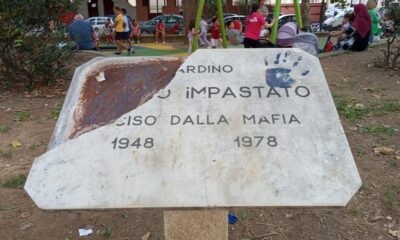 ARDINO
O iMPASTATO
CISO DALLA MAFIA
1948 1978